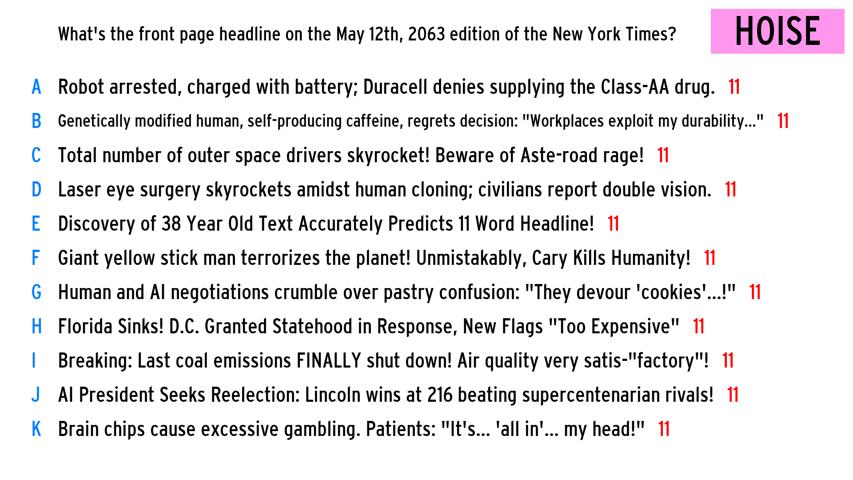 What's the front page headline on the May 12th, 2063 edition of the New York Times?
HOISE
A Robot arrested, charged with battery; Duracell denies supplying the Class-AA drug. 11
B Genetically modified human, self-producing caffeine, regrets decision: "Workplaces exploit my durability..." 11
C Total number of outer space drivers skyrocket! Beware of Aste-road rage! 11
D Laser eye surgery skyrockets amidst human cloning; civilians report double vision. 11
E Discovery of 38 Year Old Text Accurately Predicts 11 Word Headline! 11
F Giant yellow stick man terrorizes the planet! Unmistakably, Cary Kills Humanity! 11
G Human and AI negotiations crumble over pastry confusion: "They devour 'cookies'...!" 11
H Florida Sinks! D.C. Granted Statehood in Response, New Flags "Too Expensive" 11
I Breaking: Last coal emissions FINALLY shut down! Air quality very satis-"factory"! 11
J AI President Seeks Reelection: Lincoln wins at 216 beating supercentenarian rivals! 11
K Brain chips cause excessive gambling. Patients: "It's... 'all in'... my head!" 11